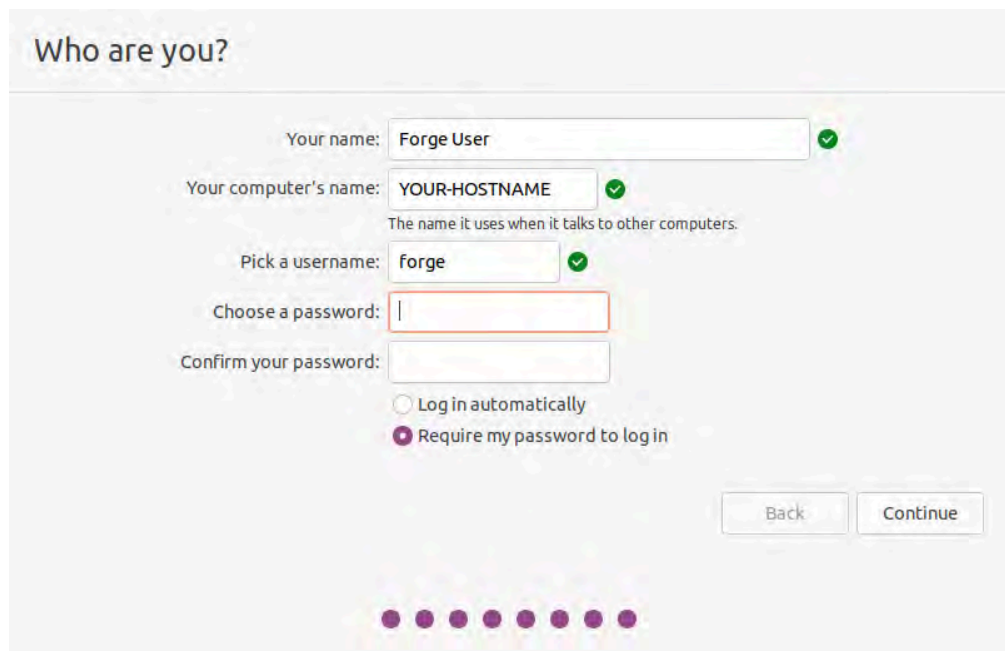 Who are you?
Your name: Forge User
Your computer's name: YOUR-HOSTNAME
The name it uses when it talks to other computers.
Pick a username: forge
Choose a password:
Confirm your password:
Log in automatically
Require my password to log in
Back Continue